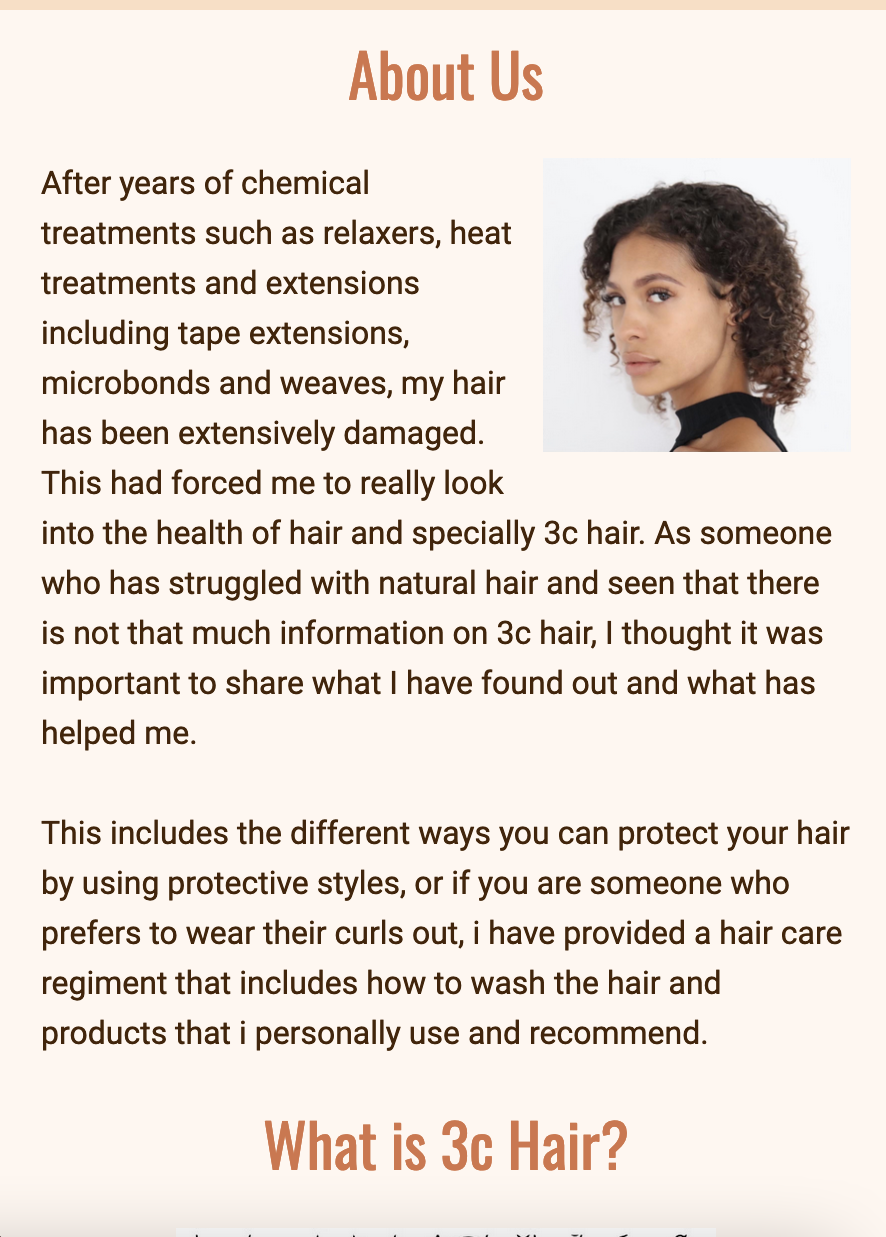 About Us
After years of chemical
treatments such as relaxers, heat
treatments and extensions
including tape extensions,
microbonds and weaves, my hair
has been extensively damaged.
This had forced me to really look
into the health of hair and specially 3c hair. As someone
who has struggled with natural hair and seen that there
is not that much information on 3c hair, I thought it was
important to share what I have found out and what has
helped me.
This includes the different ways you can protect your hair
by using protective styles, or if you are someone who
prefers to wear their curls out, i have provided a hair care
regiment that includes how to wash the hair and
products that i personally use and recommend.
What is 3c Hair?